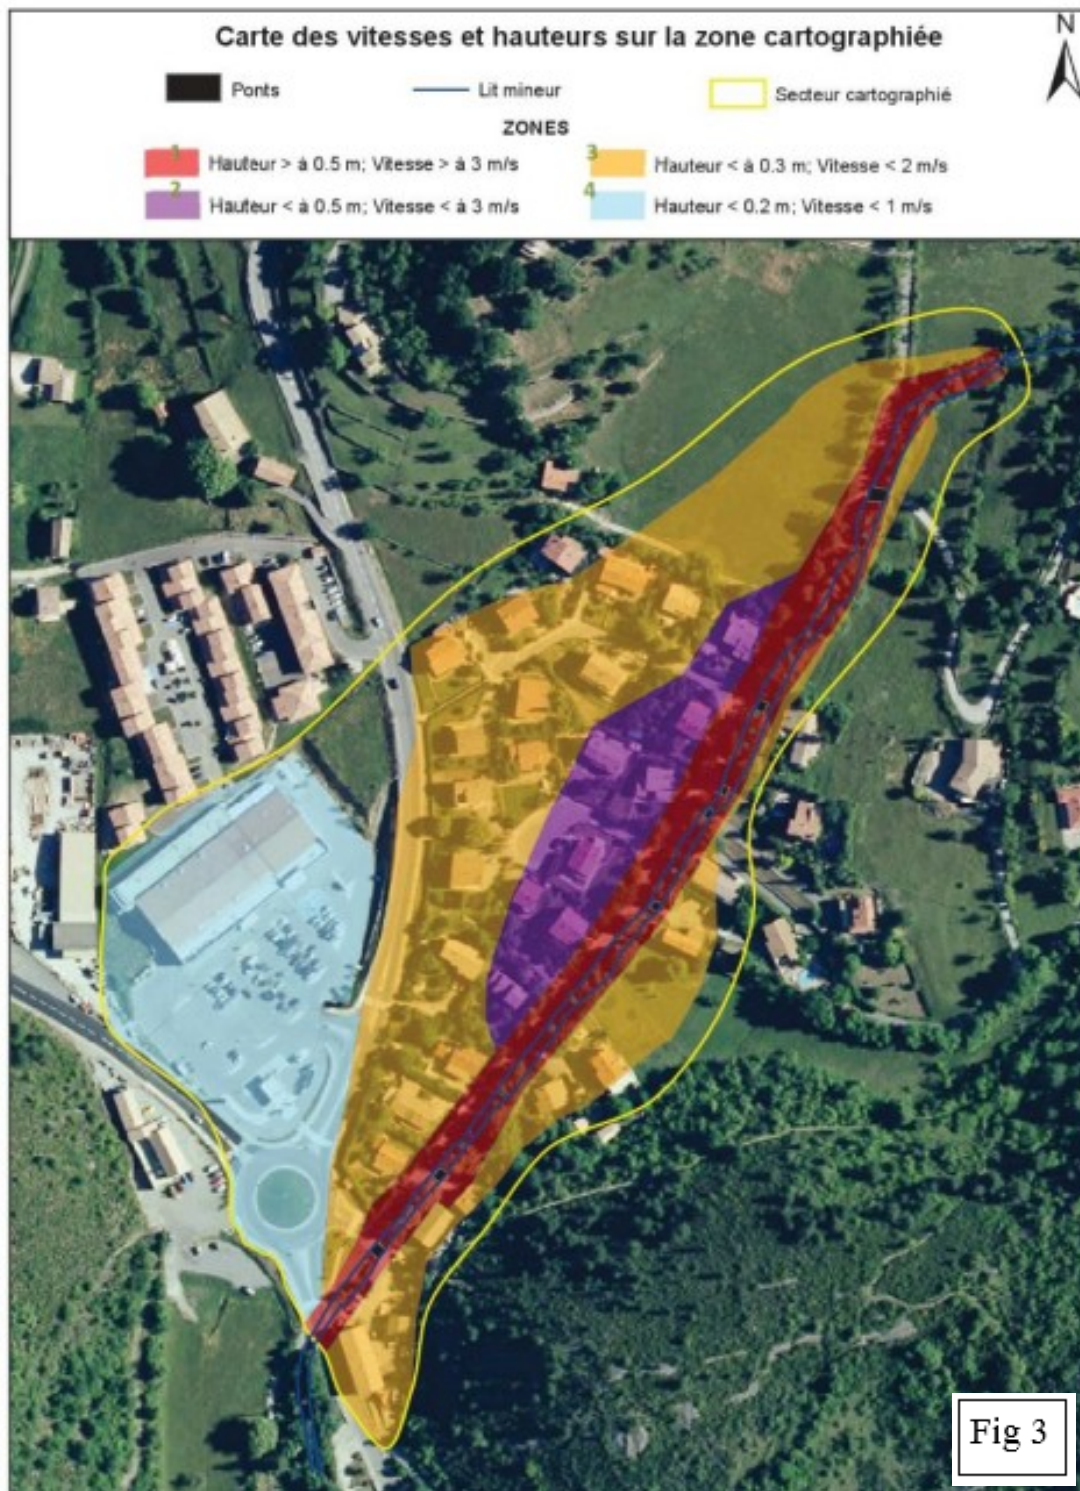 Carte des vitesses et hauteurs sur la zone cartographiée
N
Ponts
Lit mineur
Secteur cartographié
ZONES
1 Hauteur > à 0.5 m; Vitesse > à 3 m/s
3 Hauteur < à 0.3 m; Vitesse < 2 m/s
2 Hauteur < à 0.5 m; Vitesse < à 3 m/s
4 Hauteur < 0.2 m; Vitesse < 1 m/s
Fig 3